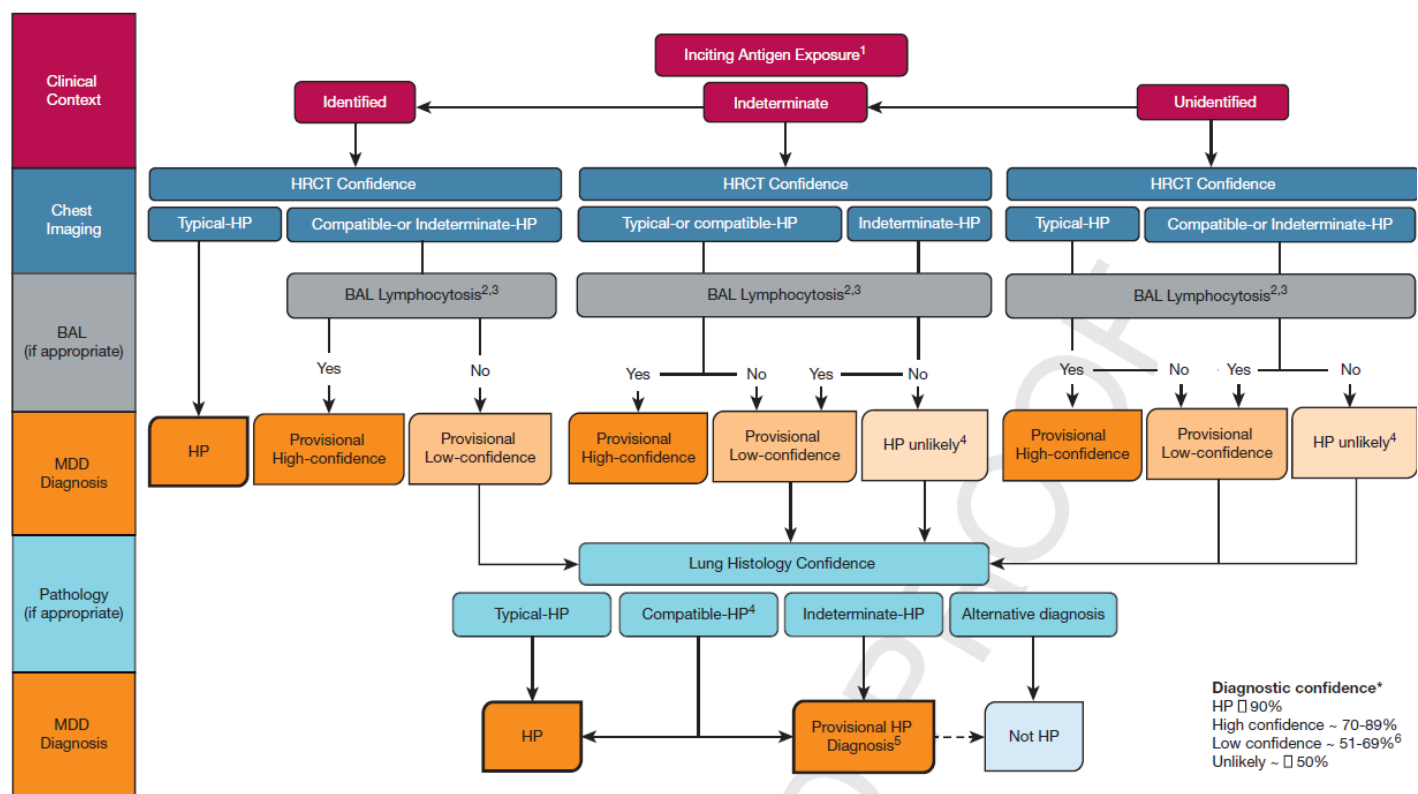 Clinical
Context
Inciting Antigen Exposure1
Identified
Indeterminate
Unidentified
Chest
Imaging
HRCT Confidence
HRCT Confidence
HRCT Confidence
Typical-HP
Compatible-or Indeterminate-HP
Typical-or compatible-HP
Indeterminate-HP
Typical-HP
Compatible-or Indeterminate-HP
BAL
(if appropriate)
BAL Lymphocytosis2,3
BAL Lymphocytosis2,3
BAL Lymphocytosis2,3
Yes
No
Yes
No
Yes
No
Yes
No
Yes
No
MDD
Diagnosis
HP
Provisional
High-confidence
Provisional
Low-confidence
Provisional
High-confidence
Provisional
Low-confidence
HP unlikely4
Provisional
High-confidence
Provisional
Low-confidence
HP unlikely4
Pathology
(if appropriate)
Lung Histology Confidence
Typical-HP
Compatible-HP4
Indeterminate-HP
Alternative diagnosis
MDD
Diagnosis
HP
Provisional HP
Diagnosis5
Not HP
Diagnostic confidence*
HP □ 90%
High confidence ~ 70-89%
Low confidence ~ 51-69%6
Unlikely ~ □ 50%
PROOF